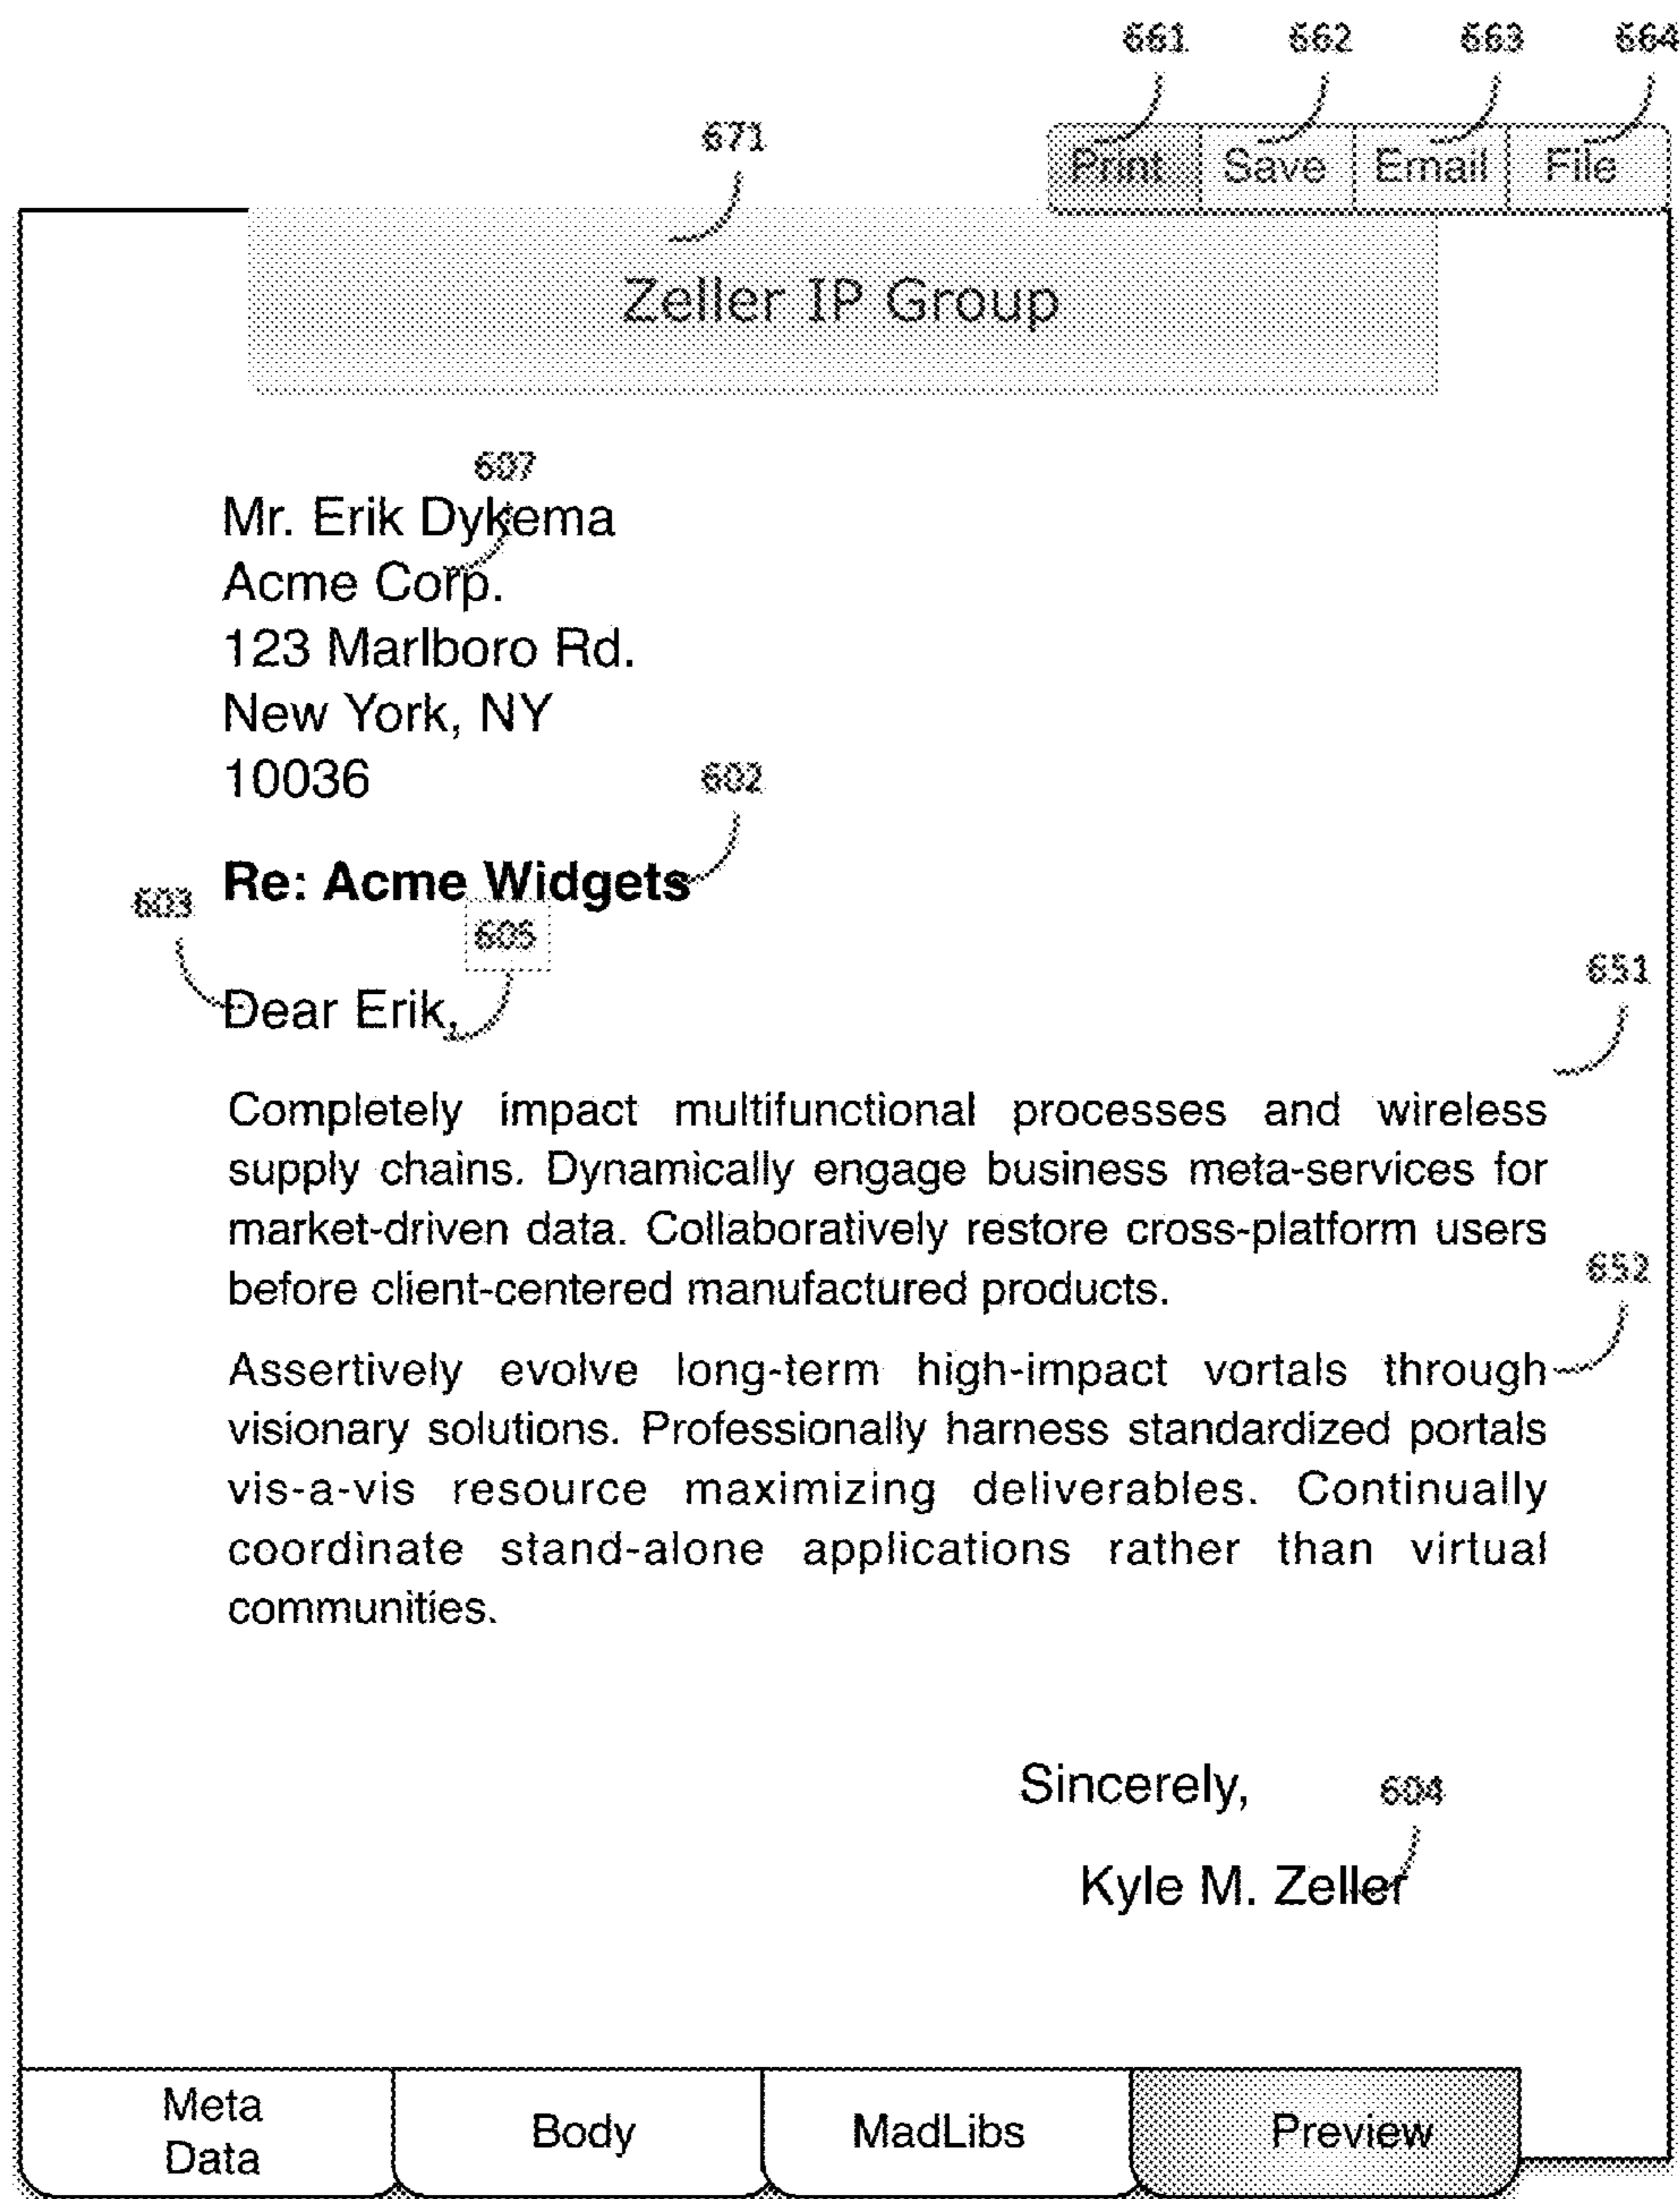 661 662 663 664
671
Print Save Email File
Zeller IP Group
607
Mr. Erik Dykema
Acme Corp.
123 Marlboro Rd.
New York, NY
10036
602
Re: Acme Widgets
603
605
651
Dear Erik,
Completely impact multifunctional processes and wireless
supply chains. Dynamically engage business meta-services for
market-driven data. Collaboratively restore cross-platform users
652
before client-centered manufactured products.
Assertively evolve long-term high-impact vortals through
visionary solutions. Professionally harness standardized portals
vis-a-vis resource maximizing deliverables. Continually
coordinate stand-alone applications rather than virtual
communities.
Sincerely,
604
Kyle M. Zeller
Meta
Data
Body
MadLibs
Preview